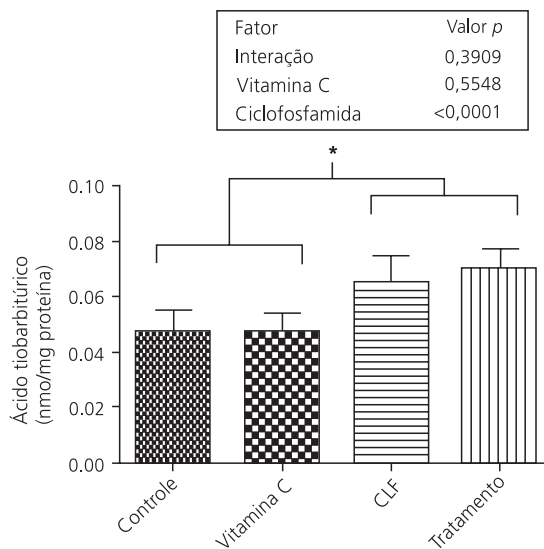 Fator Valor p
Interação 0,3909
Vitamina C 0,5548
Ciclofosfamida <0,0001
*
0.10
0.08
0.06
0.04
0.02
0.00
Ácido tiobarbitúrico
(nmo/mg proteína)
Controle
Vitamina C
CLF
Tratamento